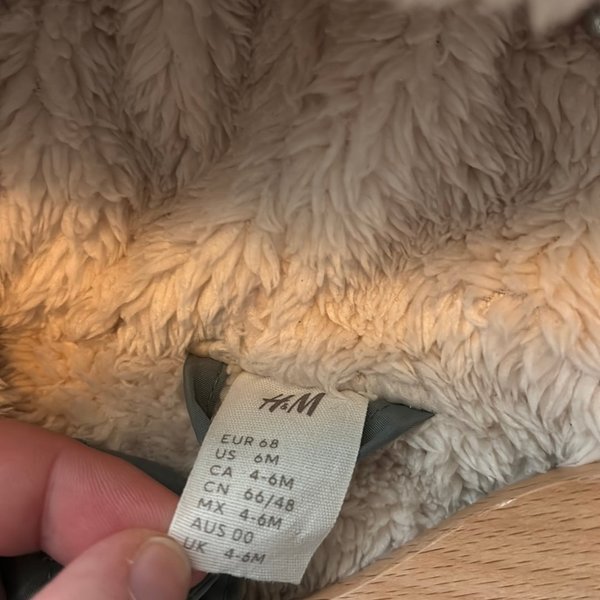 H&M
EUR 68
US 6M
CA 4-6M
CN 66/48
MX 4-6M
AUS 00
UK 4-6M